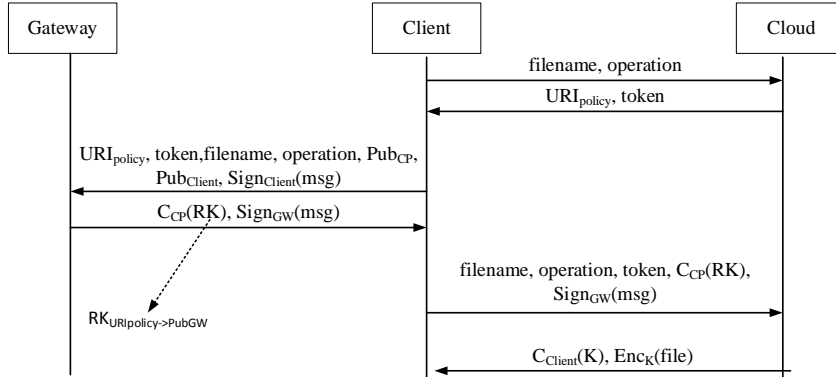 Gateway
Client
Cloud
filename, operation
URIpolicy, token
URIpolicy, token,filename, operation, PubCP,
PubClient, SignClient(msg)
CCP(RK), SignGW(msg)
filename, operation, token, CCP(RK),
SignGW(msg)
RKURIpolicy->PubGW
CClient(K), EncK(file)